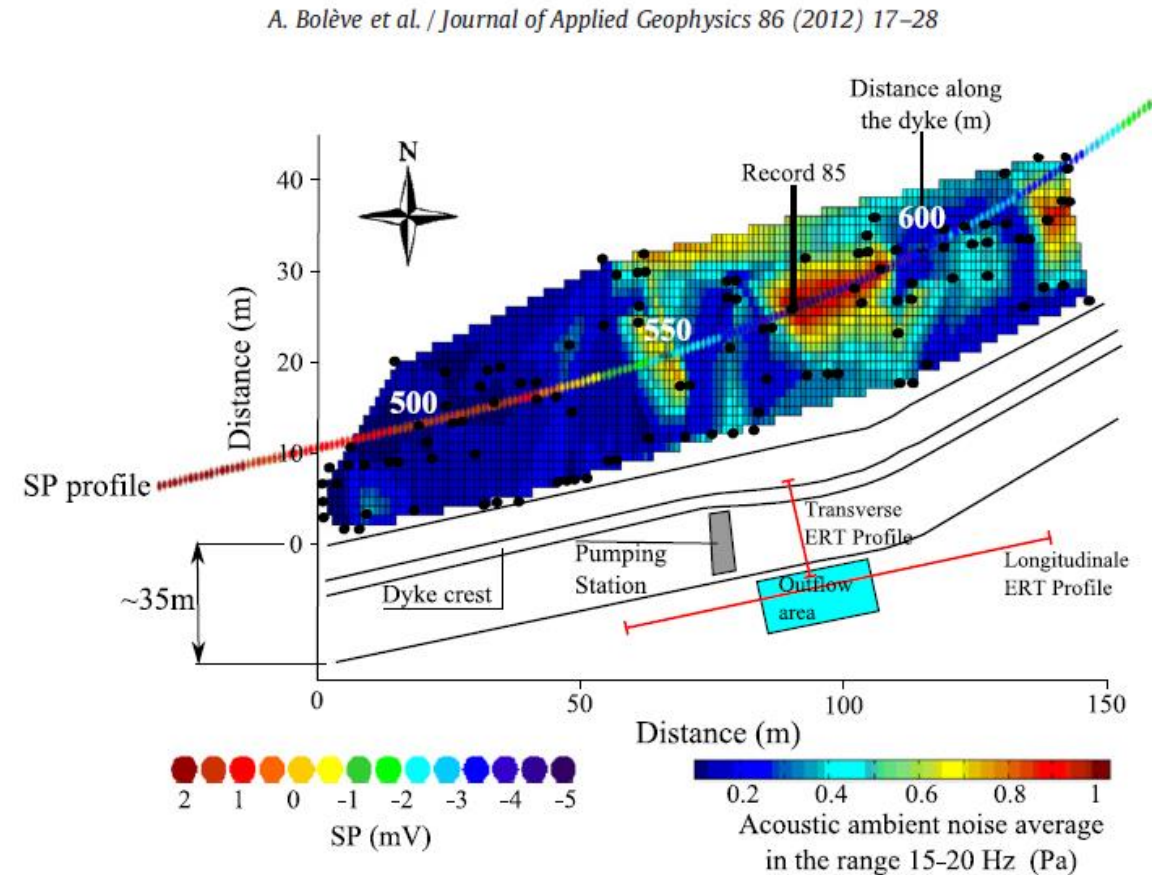 A. Bolève et al. / Journal of Applied Geophysics 86 (2012) 17–28
Distance along
the dyke (m)
N
Record 85
40
600
30
550
20
500
10
0
Distance (m)
SP profile
Transverse
ERT Profile
Pumping
Station
Longitudinale
ERT Profile
Dyke crest
Outflow
area
~35m
0
50
100
150
Distance (m)
2
1
0
-1
-2
-3
-4
-5
SP (mV)
0.2
0.4
0.6
0.8
1
Acoustic ambient noise average
in the range 15-20 Hz (Pa)